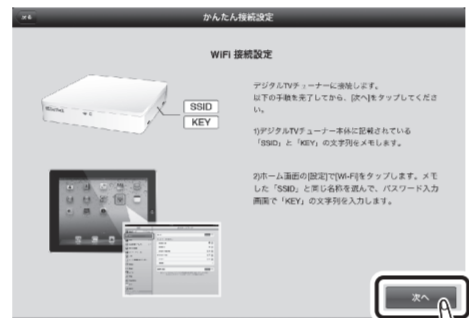 戻る
かんたん接続設定
WiFi 接続設定
SSID
KEY
デジタルTVチューナーに接続します。
以下の手順を完了してから、[次へ]をタップしてくださ
い。
1)デジタルTVチューナー本体に記載されている
「SSID」と「KEY」の文字列をメモします。
2)ホーム画面の[設定]で[Wi-Fi]をタップします。メモ
した「SSID」と同じ名称を選んで、パスワード入力
画面で「KEY」の文字列を入力します。
次へ